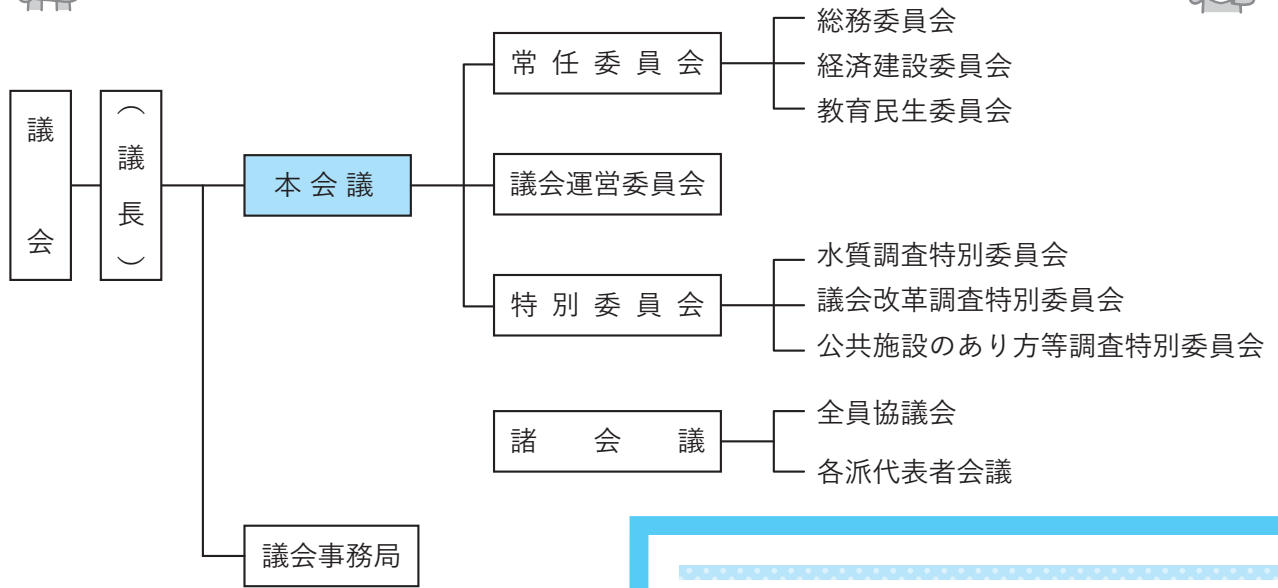 議会
（議長）
本会議
常任委員会
総務委員会
経済建設委員会
教育民生委員会
議会運営委員会
特別委員会
水質調査特別委員会
議会改革調査特別委員会
公共施設のあり方等調査特別委員会
諸会議
全員協議会
各派代表者会議
議会事務局